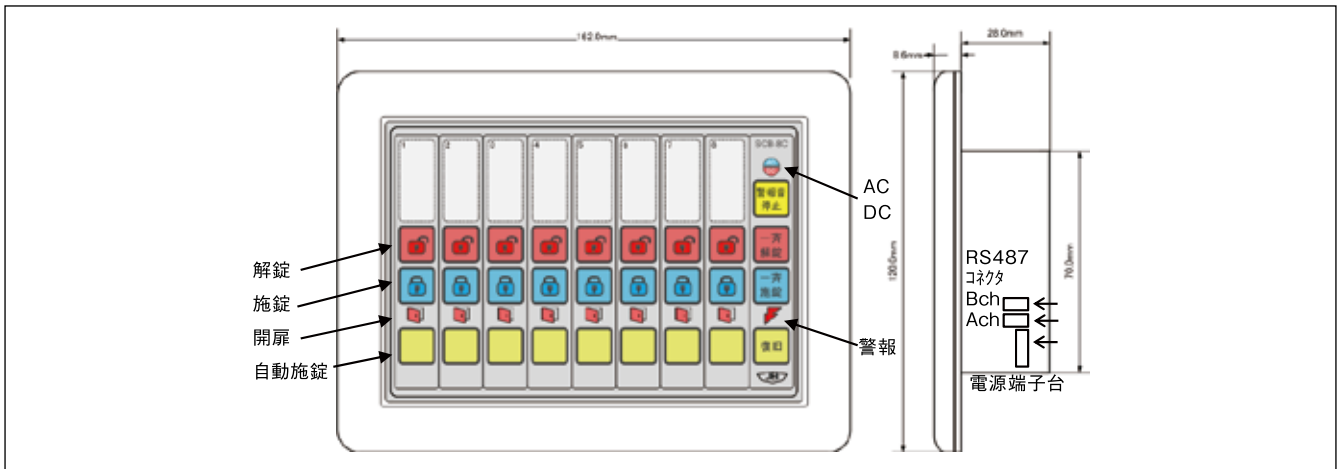 162.0mm
28.0mm
8.6mm
1 2 3 4 5 6 7 8
SCB-8C
AC
DC
警報音
停止
一斉
解錠
解錠
120.0mm
70.0mm
RS487
コネクタ
一斉
施錠
施錠
Bch
Ach
開扉
警報
復旧
自動施錠
電源端子台
JEI